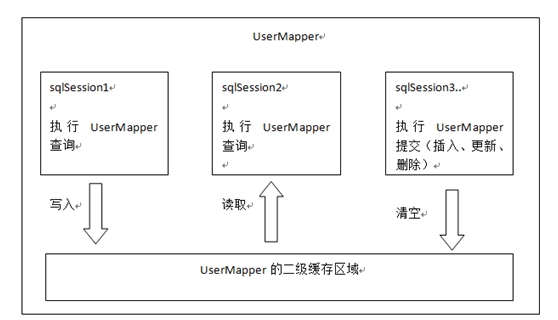 UserMapper
sqlSession1
执行 UserMapper
查询
sqlSession2
执行 UserMapper
查询
sqlSession3..
执行 UserMapper
提交（插入、更新、
删除）
写入
读取
清空
UserMapper 的二级缓存区域